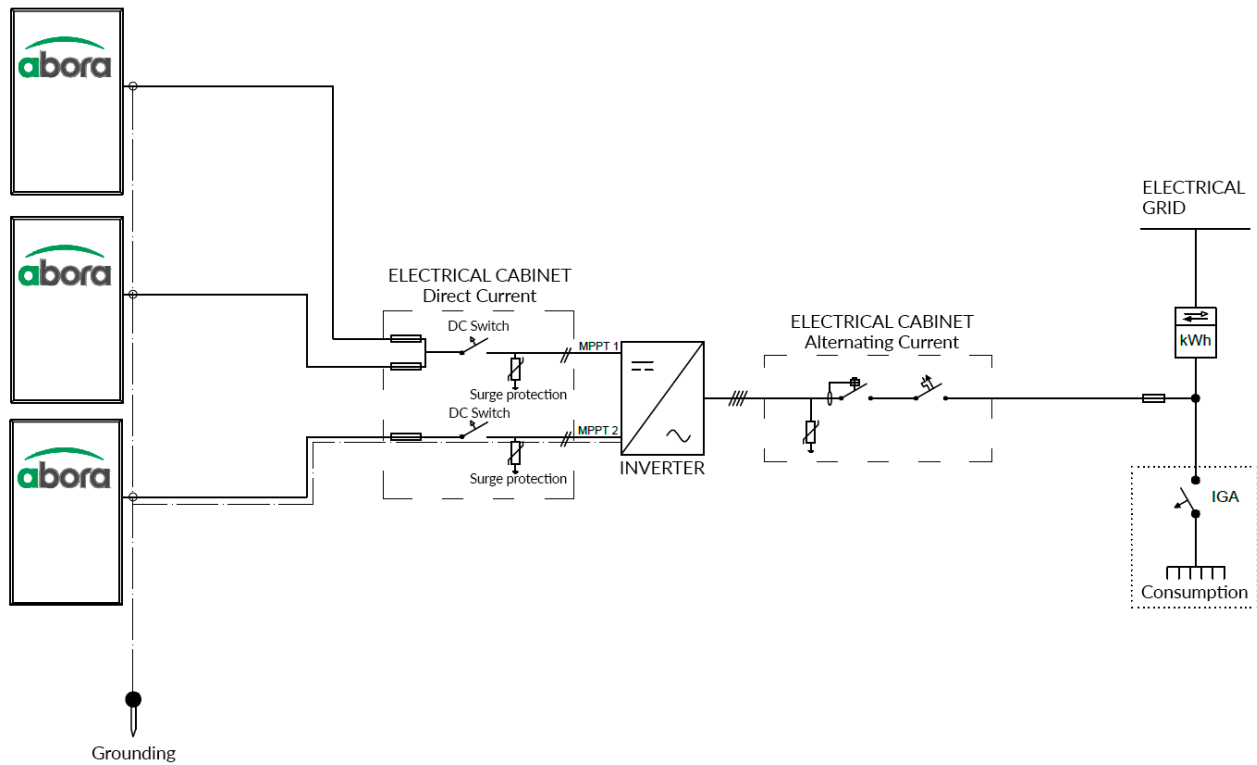 abora
abora
abora
ELECTRICAL CABINET
Direct Current
DC Switch
MPPT 1
Surge protection
DC Switch
MPPT 2
Surge protection
INVERTER
ELECTRICAL CABINET
Alternating Current
ELECTRICAL
GRID
kWh
IGA
Consumption
Grounding